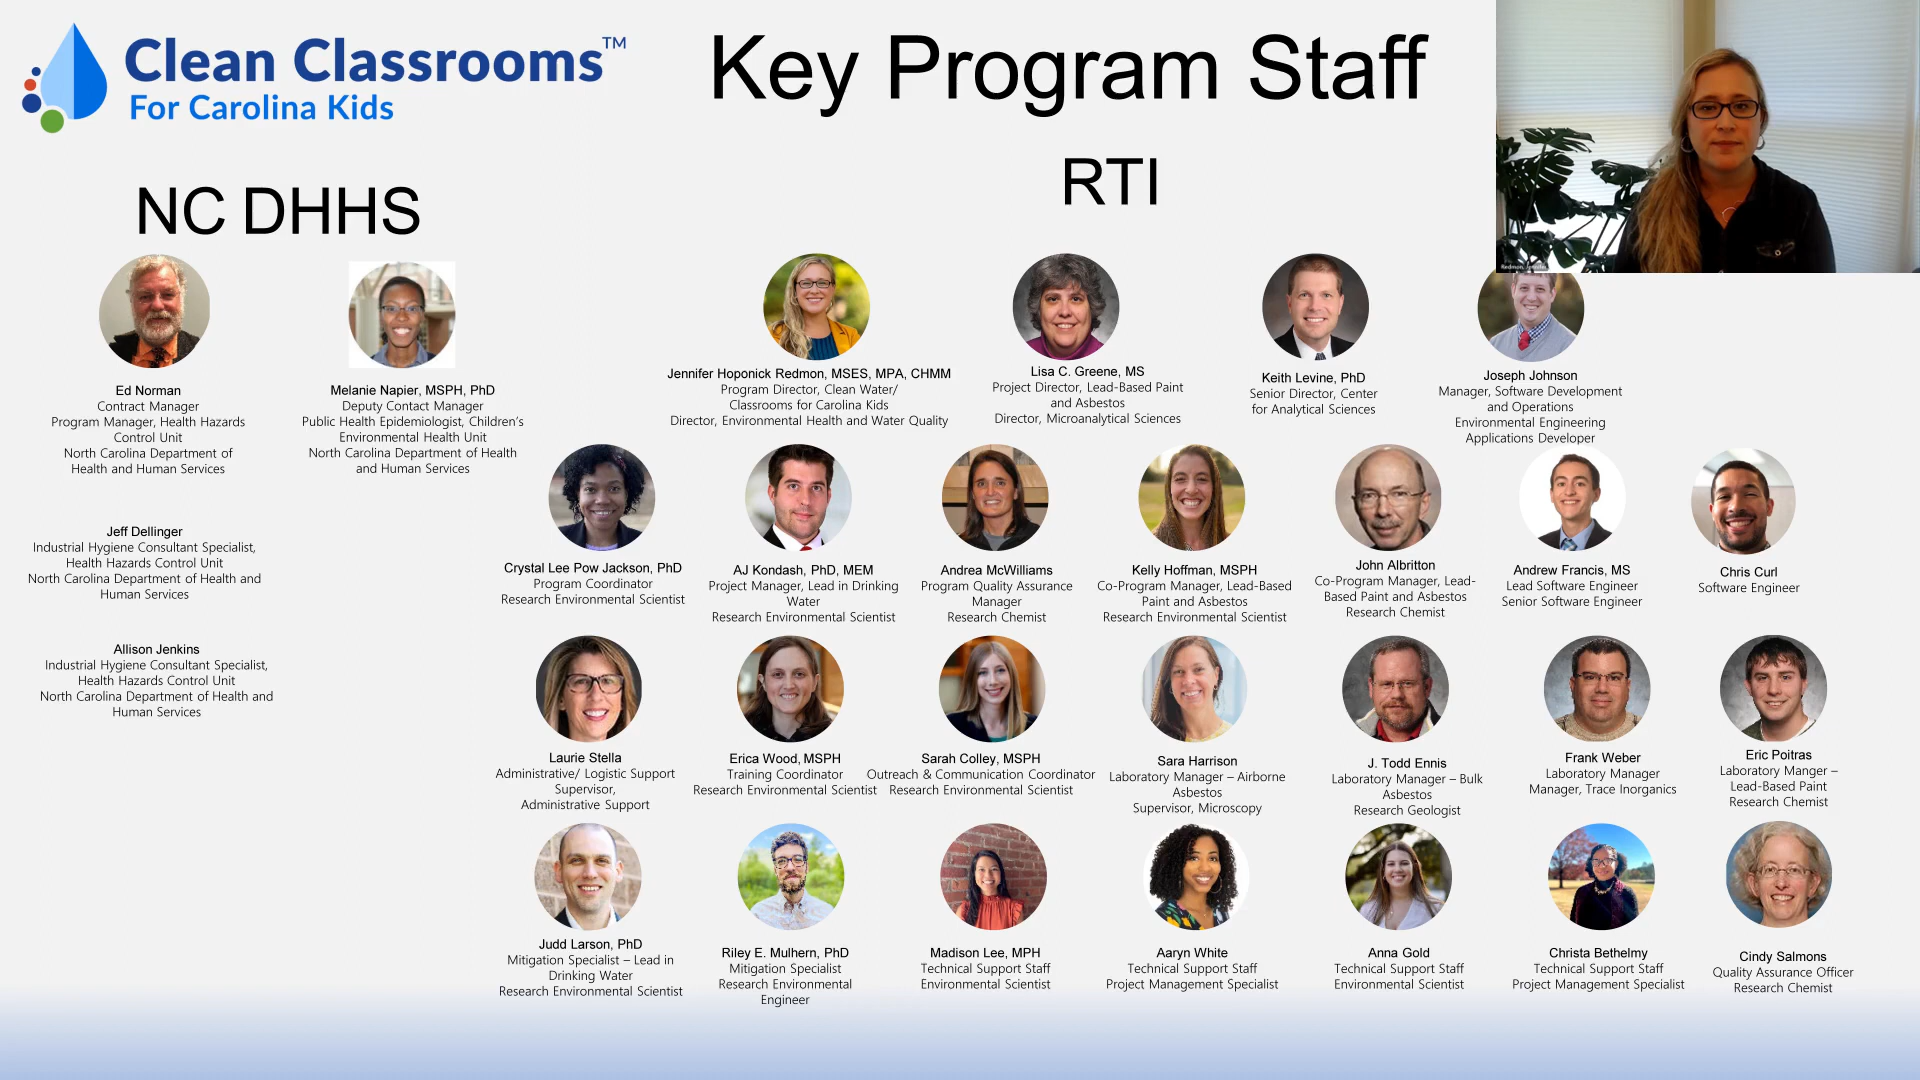 Clean Classrooms™
For Carolina Kids
Key Program Staff
NC DHHS
RTI
Ed Norman
Contract Manager
Program Manager, Health Hazards
Control Unit
North Carolina Department of
Health and Human Services
Melanie Napier, MSPH, PhD
Deputy Contact Manager
Public Health Epidemiologist, Children's
Environmental Health Unit
North Carolina Department of Health
and Human Services
Jeff Dellinger
Industrial Hygiene Consultant Specialist,
Health Hazards Control Unit
North Carolina Department of Health and
Human Services
Allison Jenkins
Industrial Hygiene Consultant Specialist,
Health Hazards Control Unit
North Carolina Department of Health and
Human Services
Jennifer Hoponick Redmon, MSES, MPA, CHMM
Program Director, Clean Water/
Classrooms for Carolina Kids
Director, Environmental Health and Water Quality
Lisa C. Greene, MS
Project Director, Lead-Based Paint
and Asbestos
Director, Microanalytical Sciences
Keith Levine, PhD
Senior Director, Center
for Analytical Sciences
Joseph Johnson
Manager, Software Development
and Operations
Environmental Engineering
Applications Developer
Crystal Lee Pow Jackson, PhD
Program Coordinator
Research Environmental Scientist
AJ Kondash, PhD, MEM
Project Manager, Lead in Drinking
Water
Research Environmental Scientist
Andrea McWilliams
Program Quality Assurance
Manager
Research Chemist
Kelly Hoffman, MSPH
Co-Program Manager, Lead-Based
Paint and Asbestos
Research Environmental Scientist
John Albritton
Co-Program Manager, Lead-
Based Paint and Asbestos
Research Chemist
Andrew Francis, MS
Lead Software Engineer
Senior Software Engineer
Chris Curl
Software Engineer
Laurie Stella
Administrative/ Logistic Support
Supervisor,
Administrative Support
Erica Wood, MSPH
Training Coordinator
Research Environmental Scientist
Sarah Colley, MSPH
Outreach & Communication Coordinator
Research Environmental Scientist
Sara Harrison
Laboratory Manager – Airborne
Asbestos
Supervisor, Microscopy
J. Todd Ennis
Laboratory Manager – Bulk
Asbestos
Research Geologist
Frank Weber
Laboratory Manager
Manager, Trace Inorganics
Eric Poitras
Laboratory Manger –
Lead-Based Paint
Research Chemist
Judd Larson, PhD
Mitigation Specialist – Lead in
Drinking Water
Research Environmental Scientist
Riley E. Mulhern, PhD
Mitigation Specialist
Research Environmental
Engineer
Madison Lee, MPH
Technical Support Staff
Environmental Scientist
Aaryn White
Technical Support Staff
Project Management Specialist
Anna Gold
Technical Support Staff
Environmental Scientist
Christa Bethelmy
Technical Support Staff
Project Management Specialist
Cindy Salmons
Quality Assurance Officer
Research Chemist